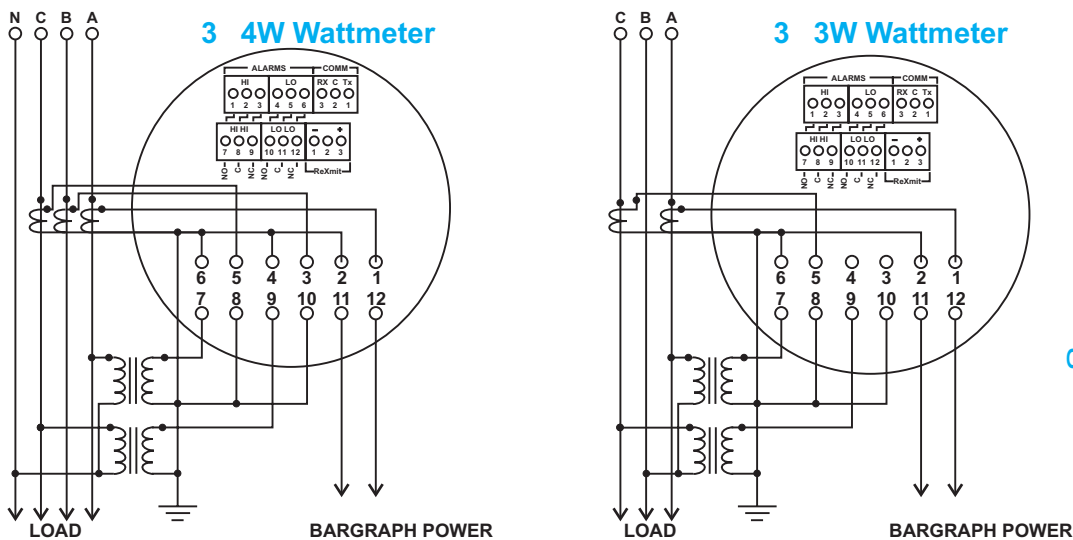 N C B A
3 4W Wattmeter
ALARMS COMM
HI LO RX C Tx
1 2 3 4 5 6 3 2 1
HI HI LO LO - +
7 8 9 10 11 12 1 2 3
NO C NC NO C NC ReXmit
6 5 4 3 2 1
7 8 9 10 11 12
LOAD BARGRAPH POWER
C B A
3 3W Wattmeter
ALARMS COMM
HI LO RX C Tx
1 2 3 4 5 6 3 2 1
HI HI LO LO - +
7 8 9 10 11 12 1 2 3
NO C NC NO C NC ReXmit
6 5 4 3 2 1
7 8 9 10 11 12
LOAD BARGRAPH POWER